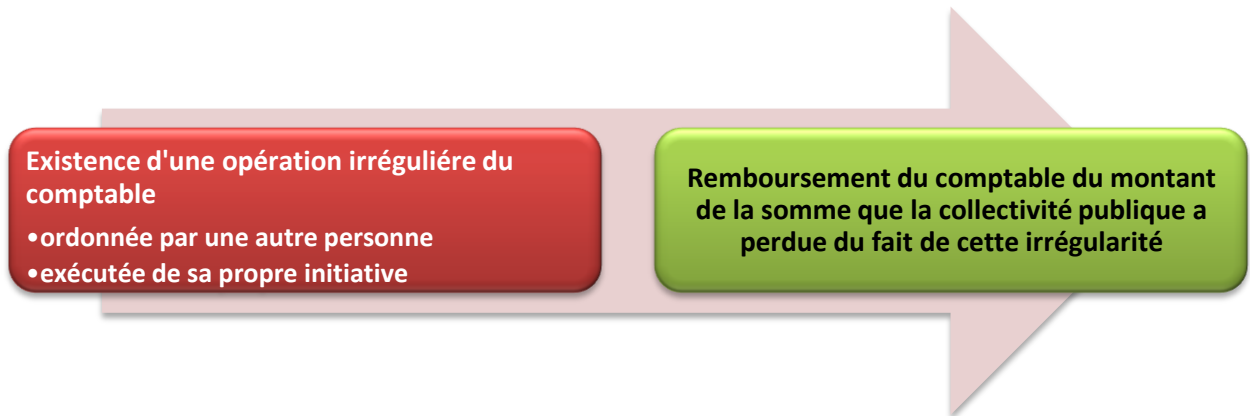 Existence d'une opération irréguliére du
comptable
•ordonnée par une autre personne
•exécutée de sa propre initiative
Remboursement du comptable du montant
de la somme que la collectivité publique a
perdue du fait de cette irrégularité